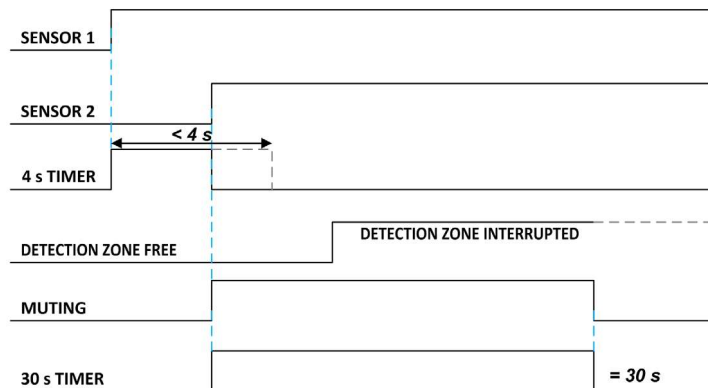 SENSOR 1
SENSOR 2
< 4 s
4 s TIMER
DETECTION ZONE INTERRUPTED
DETECTION ZONE FREE
MUTING
30 s TIMER
= 30 s